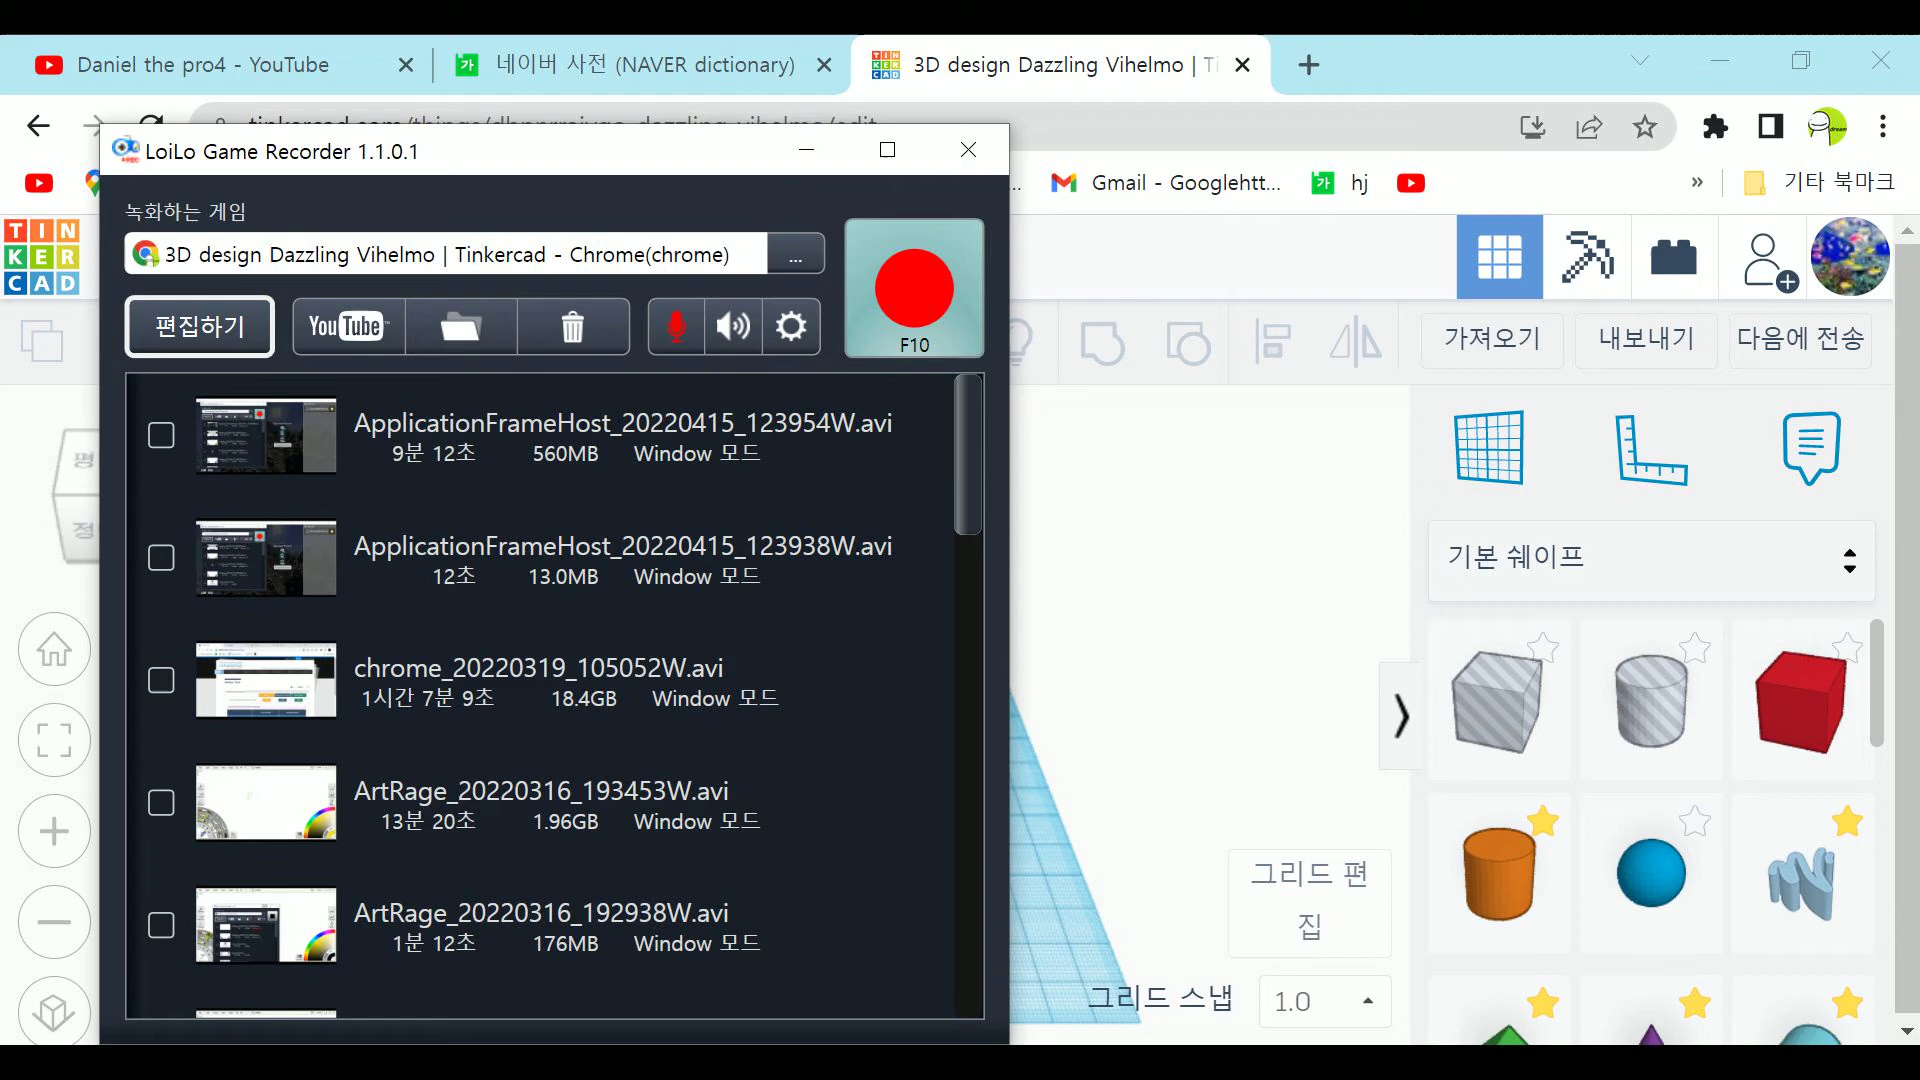 Daniel the pro4 - YouTube
네이버 사전 (NAVER dictionary)
3D design Dazzling Vihelmo | Ti
LoiLo Game Recorder 1.1.0.1
Gmail - Googlehtt...
hj
»
기타 북마크
녹화하는 게임
3D design Dazzling Vihelmo | Tinkercad - Chrome(chrome)
...
F10
편집하기
YouTube
TINKERCAD
가져오기
내보내기
다음에 전송
ApplicationFrameHost_20220415_123954W.avi
9분 12초 560MB Window 모드
ApplicationFrameHost_20220415_123938W.avi
12초 13.0MB Window 모드
chrome_20220319_105052W.avi
1시간 7분 9초 18.4GB Window 모드
ArtRage_20220316_193453W.avi
13분 20초 1.96GB Window 모드
ArtRage_20220316_192938W.avi
1분 12초 176MB Window 모드
기본 쉐이프
그리드 편
집
그리드 스냅
1.0